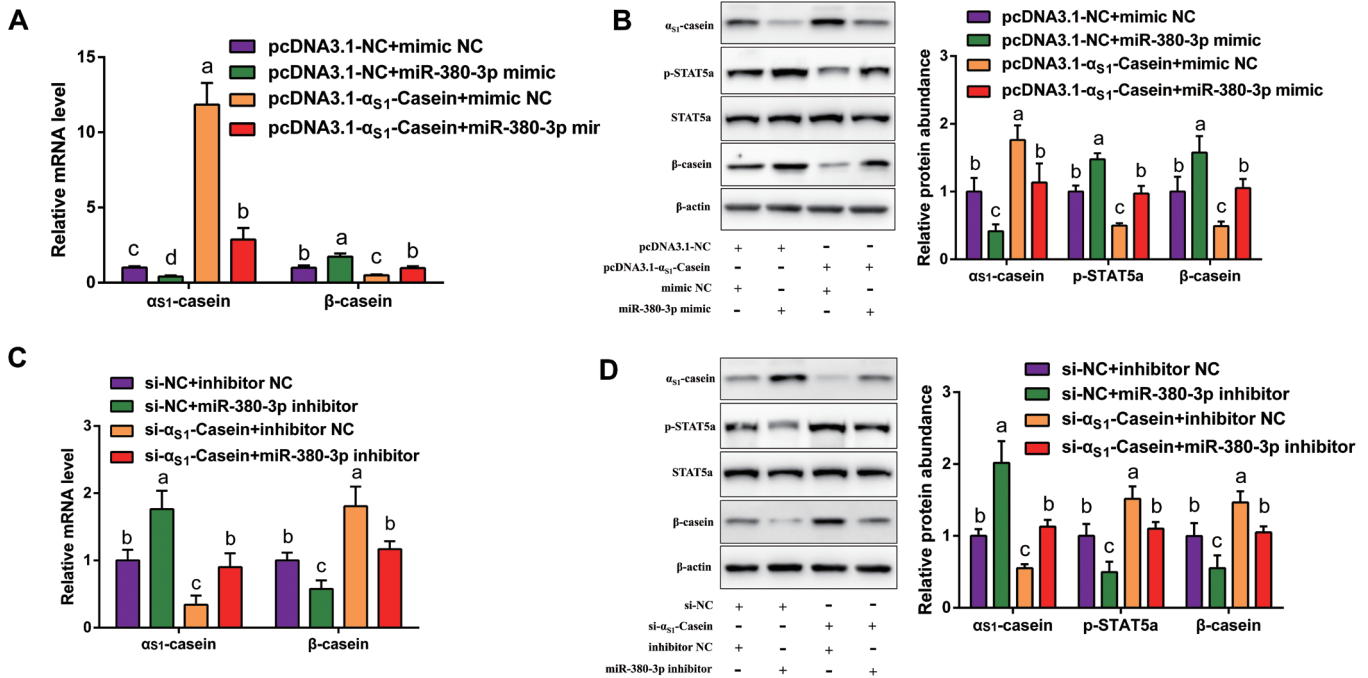 A
pcDNA3.1-NC+mimic NC
pcDNA3.1-NC+miR-380-3p mimic
pcDNA3.1-αS1-Casein+mimic NC
pcDNA3.1-αS1-Casein+miR-380-3p mir
Relative mRNA level
15
10
5
0
c
d
a
b
b
a
c
b
αS1-casein
β-casein
B
αS1-casein
p-STAT5a
STAT5a
β-casein
β-actin
pcDNA3.1-NC + + - -
pcDNA3.1-αS1-Casein - - + +
mimic NC + - + -
miR-380-3p mimic - + - +
pcDNA3.1-NC+mimic NC
pcDNA3.1-NC+miR-380-3p mimic
pcDNA3.1-αS1-Casein+mimic NC
pcDNA3.1-αS1-Casein+miR-380-3p mimic
Relative protein abundance
3
2
1
0
b
c
a
b
b
a
c
b
b
a
c
b
αS1-casein
p-STAT5a
β-casein
C
si-NC+inhibitor NC
si-NC+miR-380-3p inhibitor
si-αS1-Casein+inhibitor NC
si-αS1-Casein+miR-380-3p inhibitor
Relative mRNA level
3
2
1
0
b
a
c
b
b
c
a
b
αS1-casein
β-casein
D
αS1-casein
p-STAT5a
STAT5a
β-casein
β-actin
si-NC + + - -
si-αS1-Casein - - + +
inhibitor NC + - + -
miR-380-3p inhibitor - + - +
si-NC+inhibitor NC
si-NC+miR-380-3p inhibitor
si-αS1-Casein+inhibitor NC
si-αS1-Casein+miR-380-3p inhibitor
Relative protein abundance
3
2
1
0
b
a
c
b
b
c
a
b
b
c
a
b
αS1-casein
p-STAT5a
β-casein